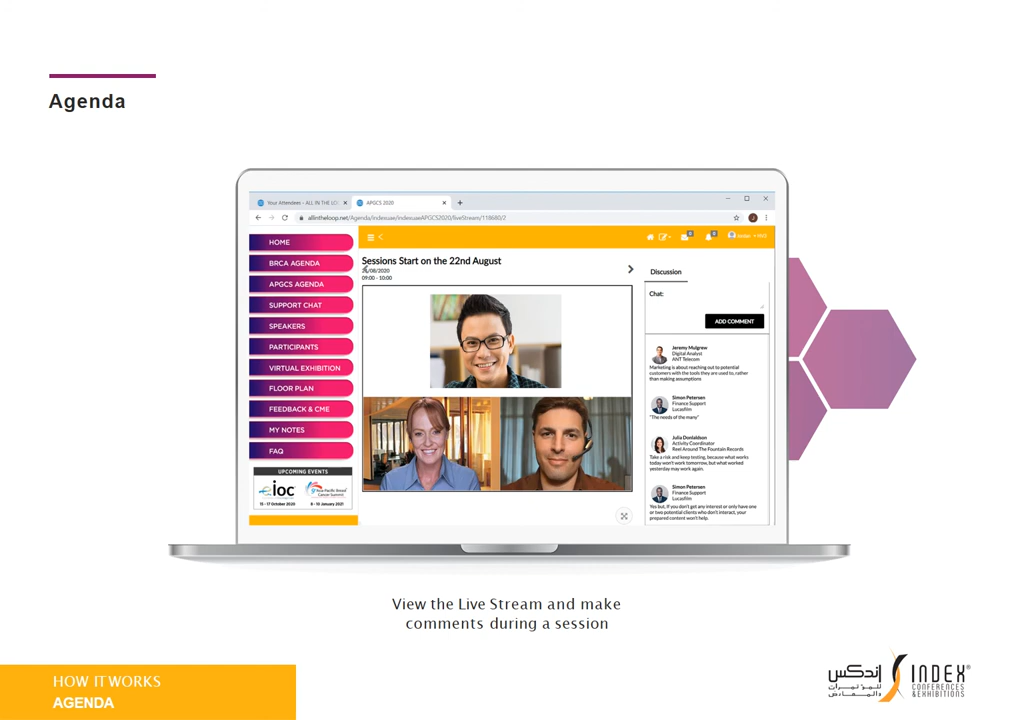 Agenda
Your Attendees - ALL IN THE LO
APGCS 2020
allintheloop.net/Agenda/indexuae/indexuaeAPGCS2020/liveStream/118680/2
HOME
BRCA AGENDA
APGCS AGENDA
SUPPORT CHAT
SPEAKERS
PARTICIPANTS
VIRTUAL EXHIBITION
FLOOR PLAN
FEEDBACK & CME
MY NOTES
FAQ
UPCOMING EVENTS
ioc
15 - 17 October 2020
8 - 10 January 2021
Sessions Start on the 22nd August
/08/2020
09:00 - 10:00
Discussion
Chat:
ADD COMMENT
Jeremy Mulgrew
Digital Analyst
ANT Telecom
Marketing is about reaching out to potential
customers with the tools they are used to, rather
than making assumptions
Simon Petersen
Finance Support
Lucasfilm
"The needs of the many"
Julia Donlaldson
Activity Coordinator
Reel Around The Fountain Records
Take a risk and keep testing, because what works
today won't work tomorrow, but what worked
yesterday may work again.
Simon Petersen
Finance Support
Lucasfilm
Yes but, if you don't get any interest or only have one
or two potential clients who don't interact, your
prepared content won't help.
View the Live Stream and make
comments during a session
HOW IT WORKS
AGENDA
إندكس
للمؤتمرات
والمعارض
INDEX®
CONFERENCES
& EXHIBITIONS